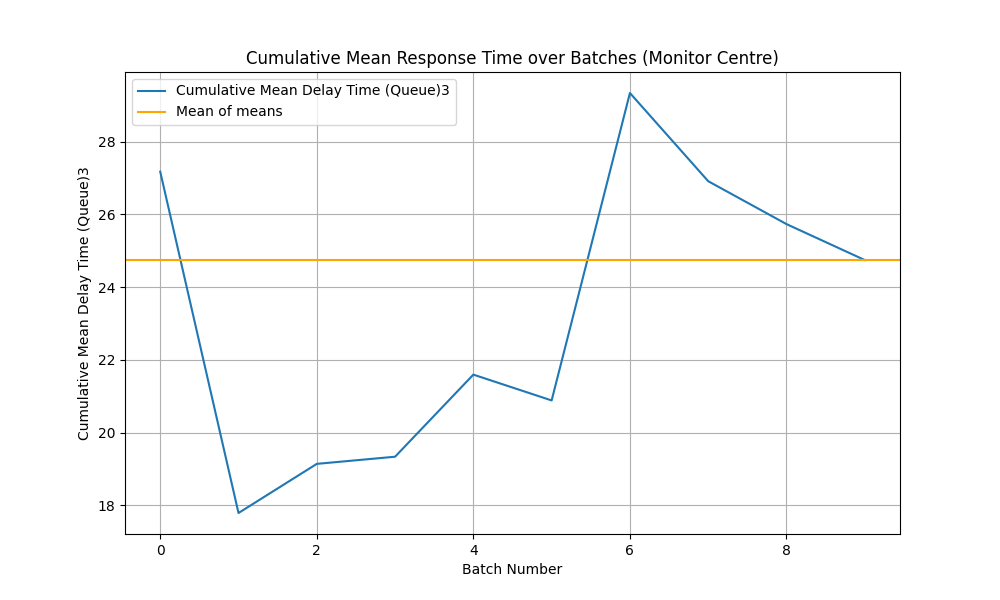 Cumulative Mean Response Time over Batches (Monitor Centre)
Cumulative Mean Delay Time (Queue)3
Mean of means
Cumulative Mean Delay Time (Queue)3
28
26
24
22
20
18
0 2 4 6 8
Batch Number